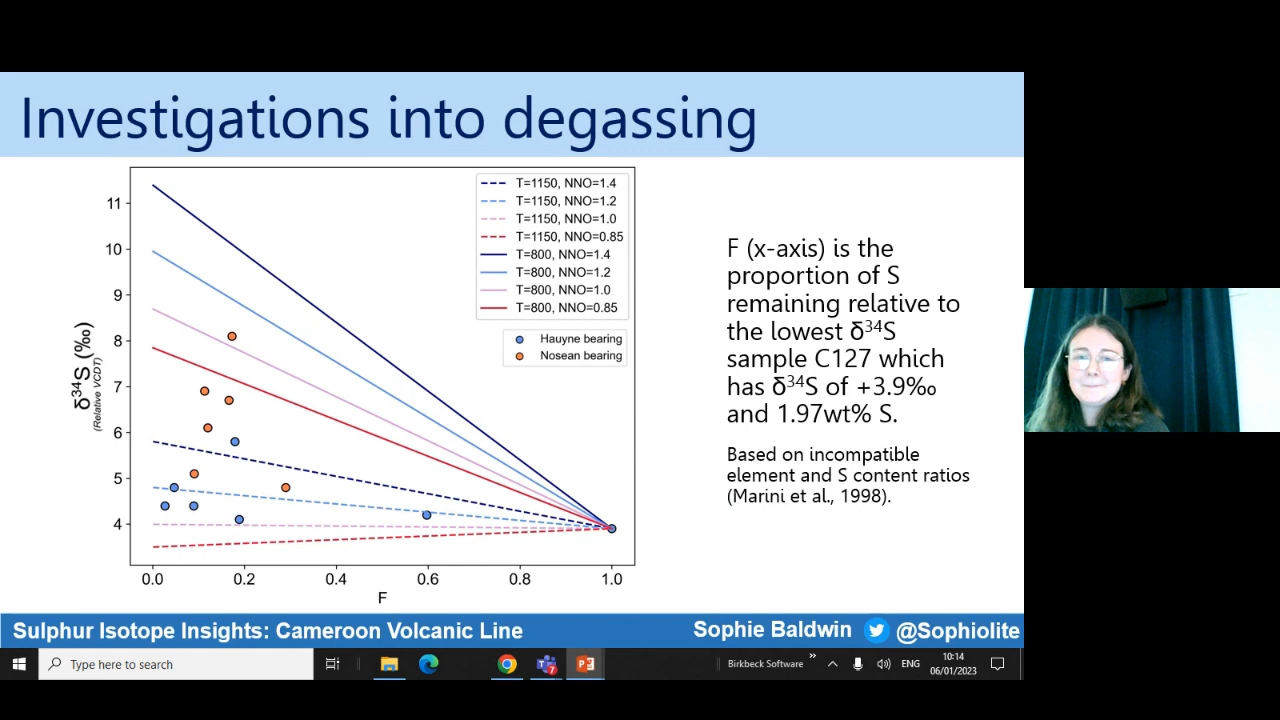 Investigations into degassing
11
10
9
8
7
6
5
4
δ³⁴S (‰)
(Relative VCDT)
0.0 0.2 0.4 0.6 0.8 1.0
F
T=1150, NNO=1.4
T=1150, NNO=1.2
T=1150, NNO=1.0
T=1150, NNO=0.85
T=800, NNO=1.4
T=800, NNO=1.2
T=800, NNO=1.0
T=800, NNO=0.85
Hauyne bearing
Nosean bearing
F (x-axis) is the
proportion of S
remaining relative to
the lowest δ³⁴S
sample C127 which
has δ³⁴S of +3.9‰
and 1.97wt% S.
Based on incompatible
element and S content ratios
(Marini et al., 1998).
Sulphur Isotope Insights: Cameroon Volcanic Line
Sophie Baldwin @Sophiolite
Type here to search
7
Birkbeck Software
»
ENG
10:14
06/01/2023